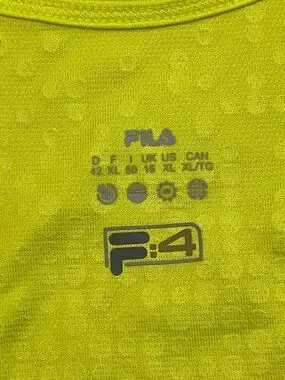 FILA
D F I UK US CAN
42 XL 50 16 XL XL/TG
F:4